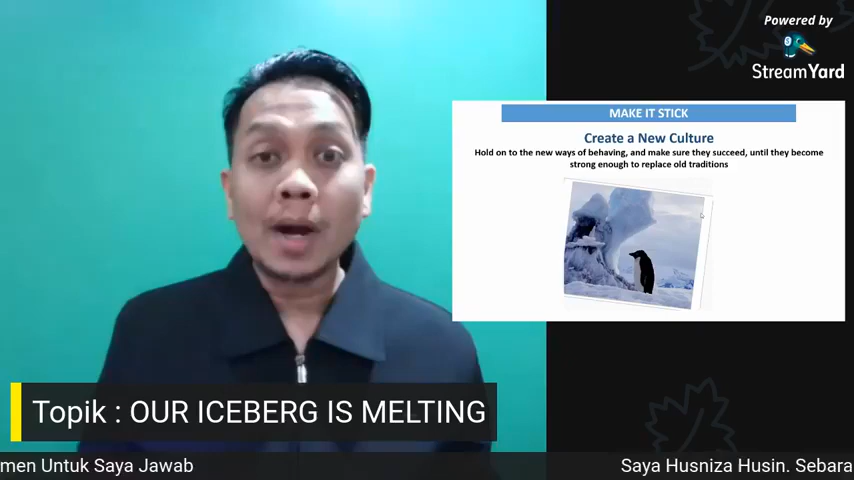 Powered by
StreamYard
MAKE IT STICK
Create a New Culture
Hold on to the new ways of behaving, and make sure they succeed, until they become
strong enough to replace old traditions
Topik : OUR ICEBERG IS MELTING
men Untuk Saya Jawab
Saya Husniza Husin. Sebara